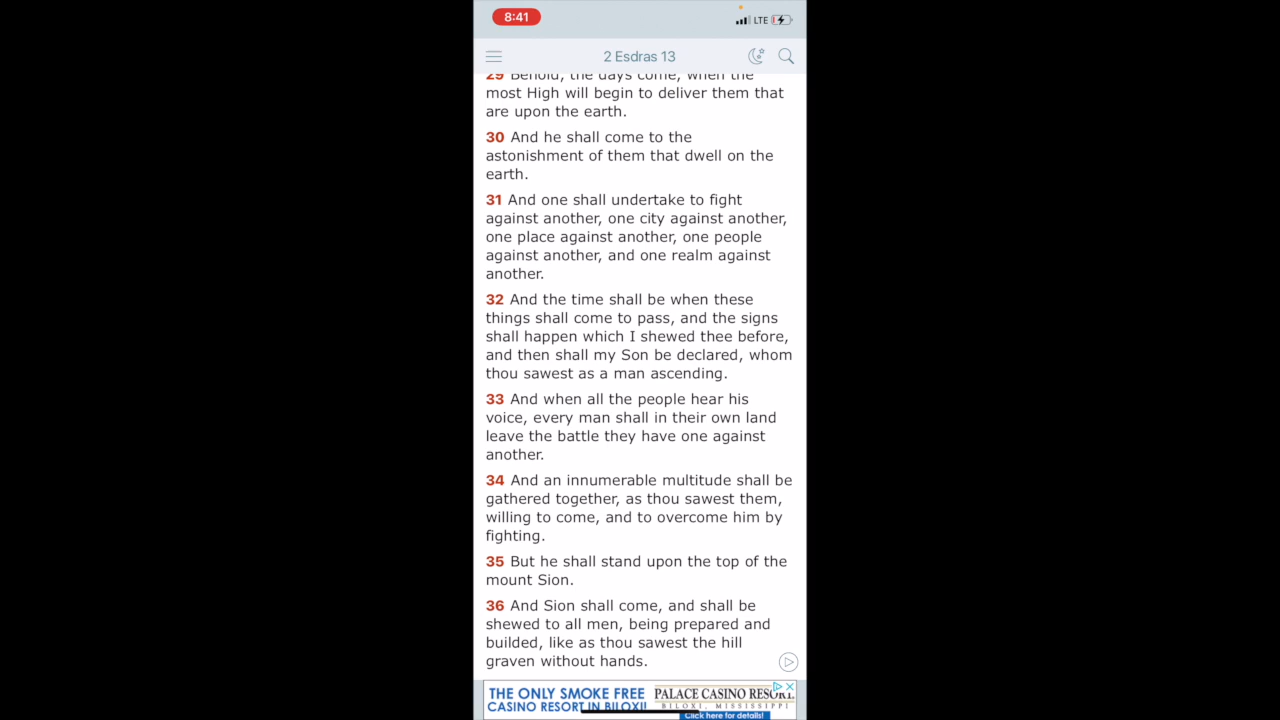 8:41
LTE
2 Esdras 13
29 Behold, the days come, when the
most High will begin to deliver them that
are upon the earth.
30 And he shall come to the
astonishment of them that dwell on the
earth.
31 And one shall undertake to fight
against another, one city against another,
one place against another, one people
against another, and one realm against
another.
32 And the time shall be when these
things shall come to pass, and the signs
shall happen which I shewed thee before,
and then shall my Son be declared, whom
thou sawest as a man ascending.
33 And when all the people hear his
voice, every man shall in their own land
leave the battle they have one against
another.
34 And an innumerable multitude shall be
gathered together, as thou sawest them,
willing to come, and to overcome him by
fighting.
35 But he shall stand upon the top of the
mount Sion.
36 And Sion shall come, and shall be
shewed to all men, being prepared and
builded, like as thou sawest the hill
graven without hands.
THE ONLY SMOKE FREE
CASINO RESORT IN BILOXI!
PALACE CASINO RESORT.
BILOXI, MISSISSIPPI
Click here for details!